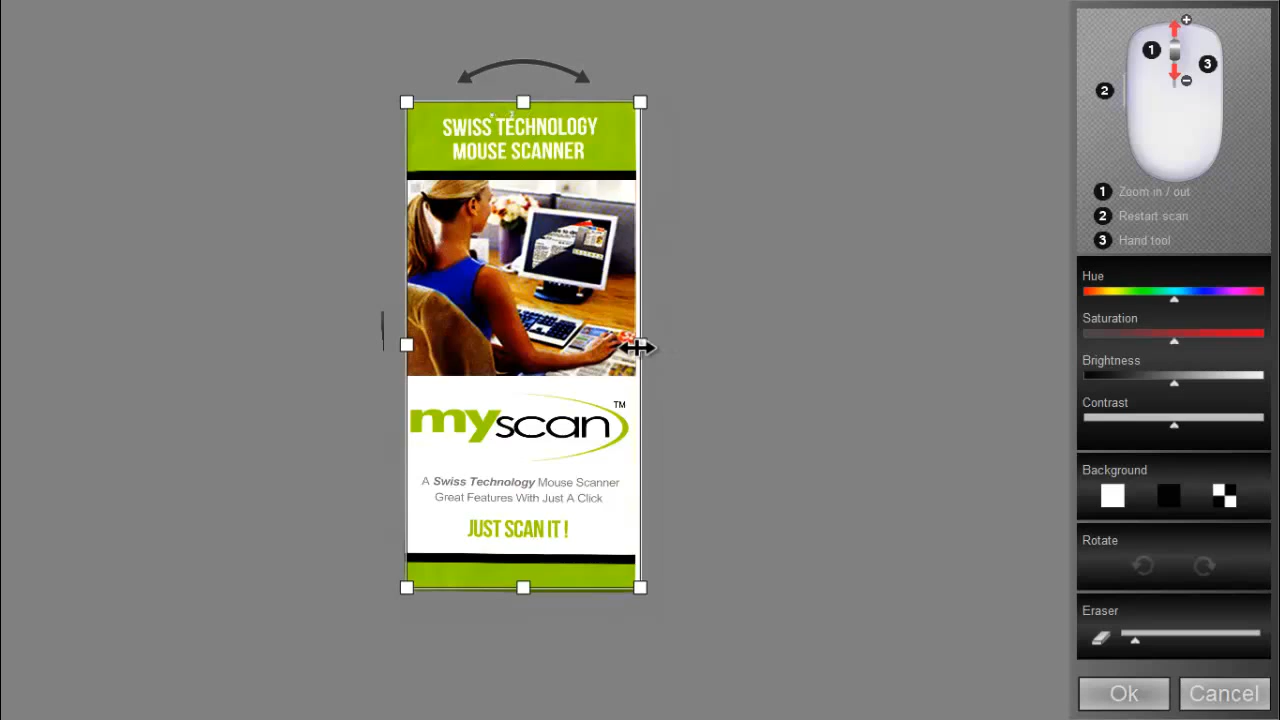 SWISS TECHNOLOGY
MOUSE SCANNER
myscan™
A Swiss Technology Mouse Scanner
Great Features With Just A Click
JUST SCAN IT !
1
3
2
1 Zoom in / out
2 Restart scan
3 Hand tool
Hue
Saturation
Brightness
Contrast
Background
Rotate
Eraser
Ok
Cancel